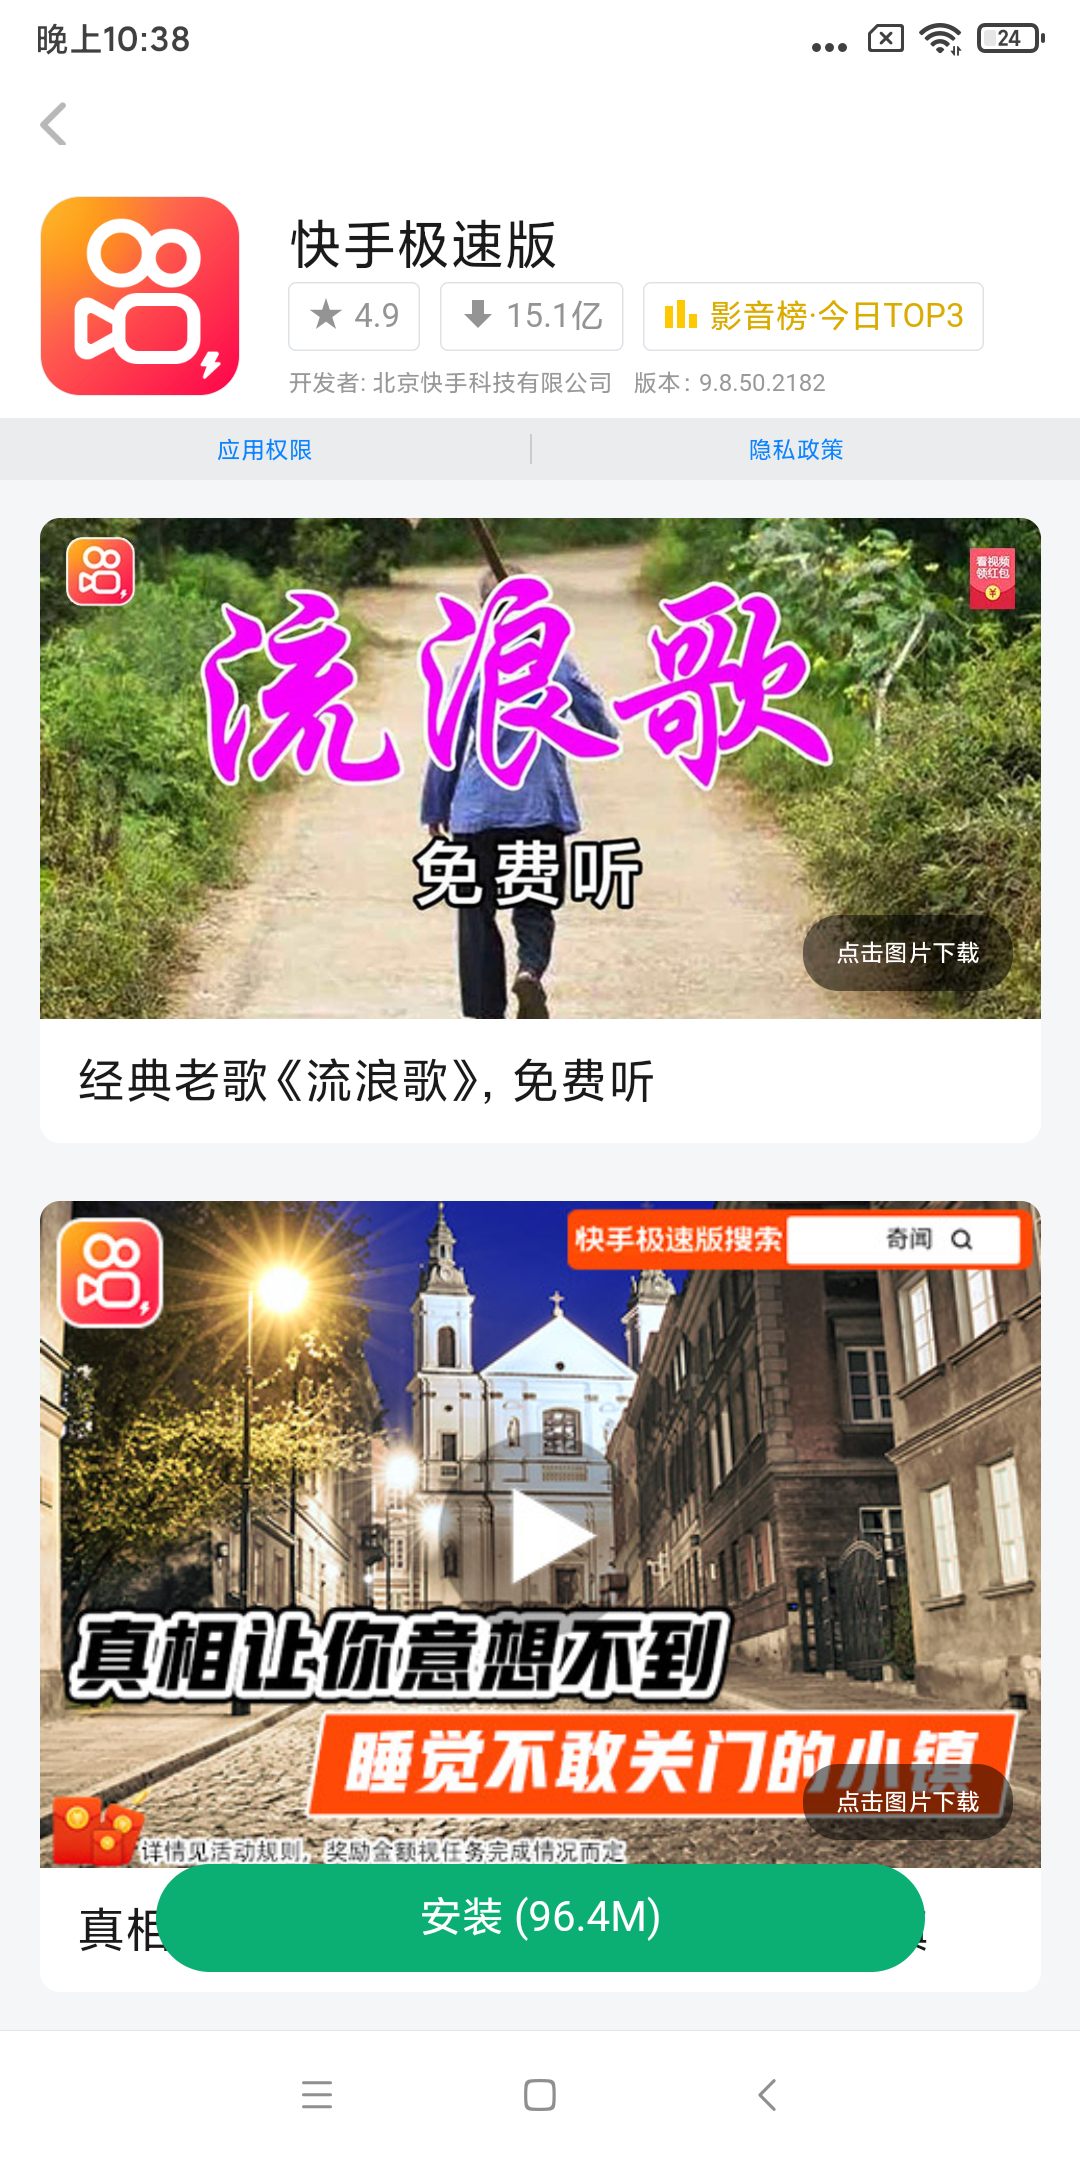 晚上10:38
24
快手极速版
4.9
15.1亿
影音榜·今日TOP3
开发者: 北京快手科技有限公司 版本: 9.8.50.2182
应用权限
隐私政策
看视频
领红包
流浪歌
免费听
点击图片下载
经典老歌《流浪歌》, 免费听
快手极速版搜索
奇闻
真相让你意想不到
睡觉不敢关门的小镇
点击图片下载
详情见活动规则，奖励金额视任务完成情况而定
真相
安装 (96.4M)